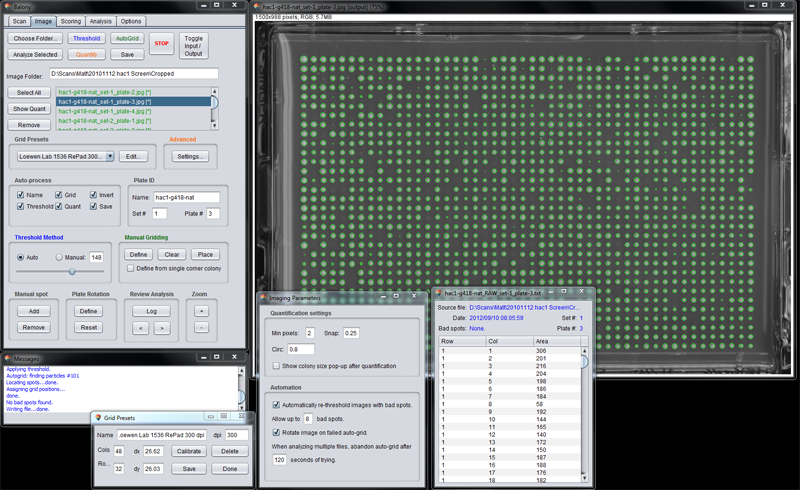 Balony
Scan Image Scoring Analysis Options
Choose Folder... Threshold AutoGrid STOP Toggle Input / Output
Analyze Selected Quantify Save
Image Folder: D:\Scans\Matt\20101112 hac1 Screen\Cropped
Select All
Show Quant
Remove
hac1-g418-nat_set-1_plate-2.jpg [*]
hac1-g418-nat_set-1_plate-3.jpg [*]
hac1-g418-nat_set-1_plate-4.jpg [*]
hac1-g418-nat_set-2_plate-1.jpg [*]
Grid Presets
Loewen Lab 1536 RePad 300... Edit...
Advanced
Settings...
Auto-process
Name Grid Invert
Threshold Quant Save
Plate ID
Name: hac1-g418-nat
Set # 1 Plate # 3
Threshold Method
Auto Manual: 148
Manual Gridding
Define Clear Place
Define from single corner colony
Manual spot
Add
Remove
Plate Rotation
Define
Reset
Review Analysis
Log
< >
Zoom
+
-
Messages
Applying threshold.
Autogrid: finding particles #101
Locating spots...done.
Assigning grid positions...
done.
No bad spots found.
Writing file...done.
Grid Presets
Name .oewen Lab 1536 RePad 300 dpi dpi 300
Cols 48 dx 26.62 Calibrate Delete
Ro... 32 dy 26.03 Save Done
hac1-g418-nat_set-1_plate-3.jpg [output] (75%)
1500x988 pixels, RGB, 5.7MB
Imaging Parameters
Quantification settings
Min pixels: 2 Snap: 0.25
Circ: 0.8
Show colony size pop-up after quantification
Automation
Automatically re-threshold images with bad spots.
Allow up to 8 bad spots.
Rotate image on failed auto-grid.
When analyzing multiple files, abandon auto-grid after
120 seconds of trying.
hac1-g418-nat_RAW_set-1_plate-3.txt
Source file: D:\Scans\Matt\20101112 hac1 Screen\Cr...
Date: 2012/09/10 08:05:59 Set #: 1
Bad spots: None. Plate #: 3
Row Col Area
1 1 306
1 2 201
1 3 216
1 4 204
1 5 198
1 6 186
1 7 184
1 8 58
1 9 192
1 10 144
1 11 165
1 12 140
1 13 172
1 14 150
1 15 187
1 16 188
1 17 176
1 18 182